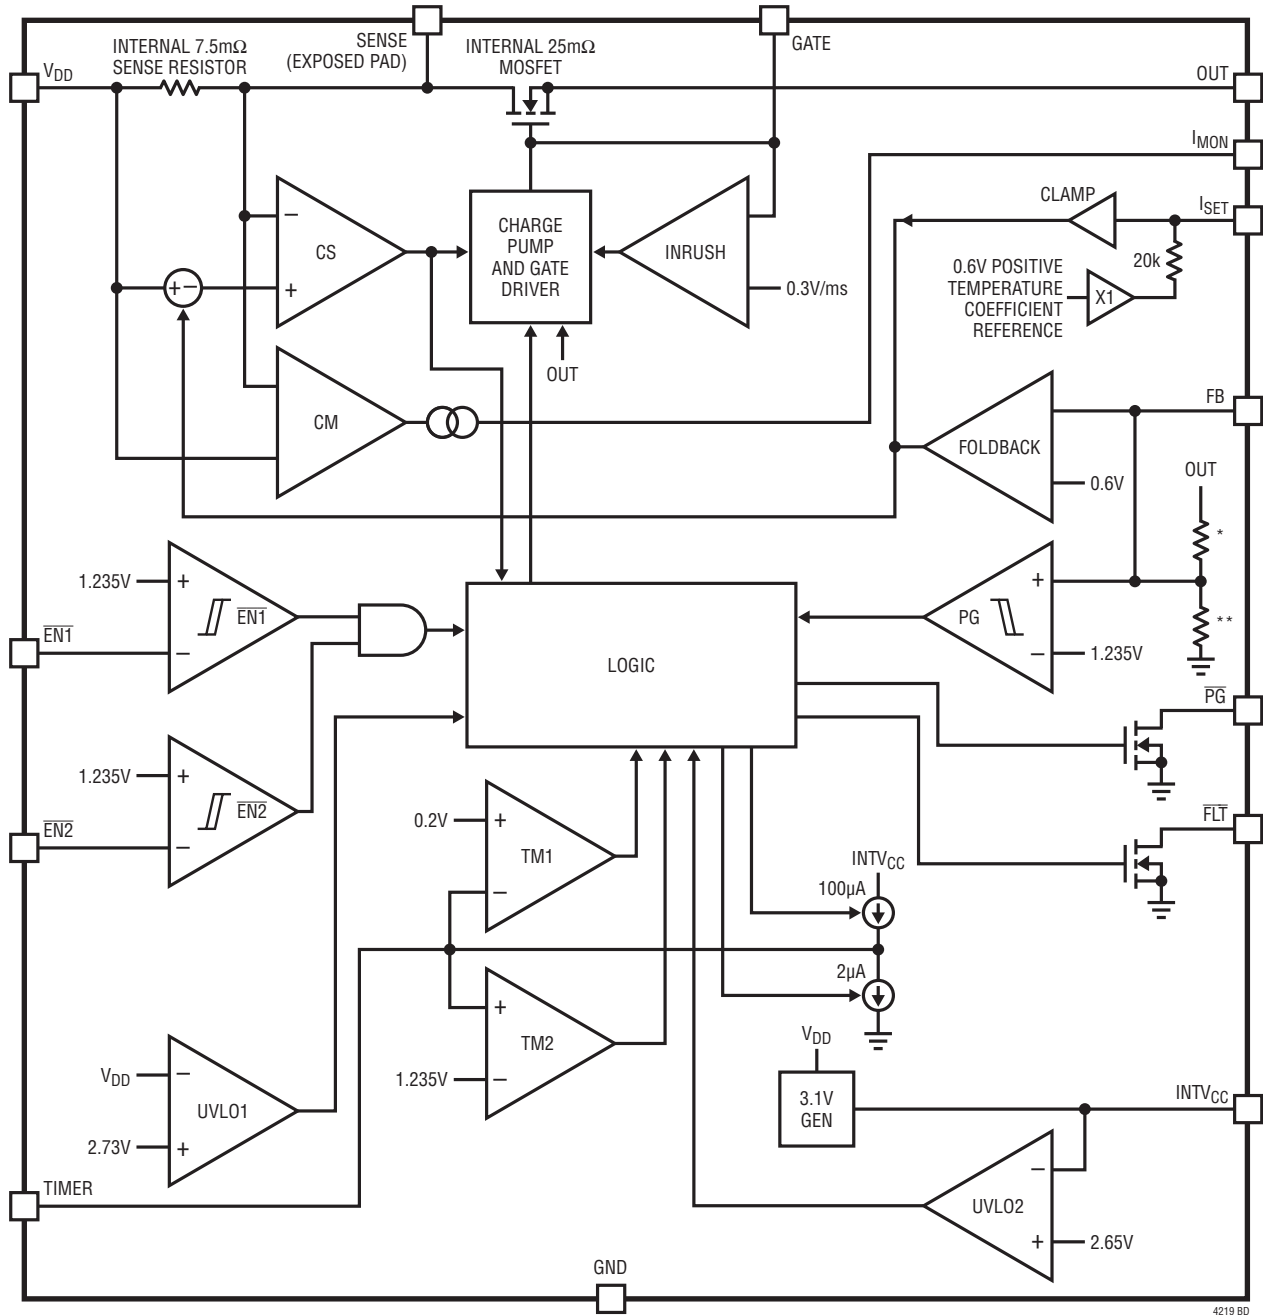 SENSE
(EXPOSED PAD)
GATE
INTERNAL 7.5mΩ
SENSE RESISTOR
INTERNAL 25mΩ
MOSFET
VDD
OUT
IMON
CLAMP
ISET
−
CS
+
+−
CHARGE
PUMP
AND GATE
DRIVER
INRUSH
0.3V/ms
20k
0.6V POSITIVE
TEMPERATURE
COEFFICIENT
REFERENCE
X1
OUT
CM
FB
FOLDBACK
0.6V
OUT
*
**
1.235V
+
EN1
−
EN1
LOGIC
+
PG
−
1.235V
PG
1.235V
+
EN2
−
EN2
0.2V
+
TM1
−
FLT
INTVCC
100µA
2µA
+
TM2
−
1.235V
VDD
3.1V
GEN
INTVCC
VDD
−
UVLO1
2.73V
+
−
UVLO2
+
2.65V
TIMER
GND
4219 BD